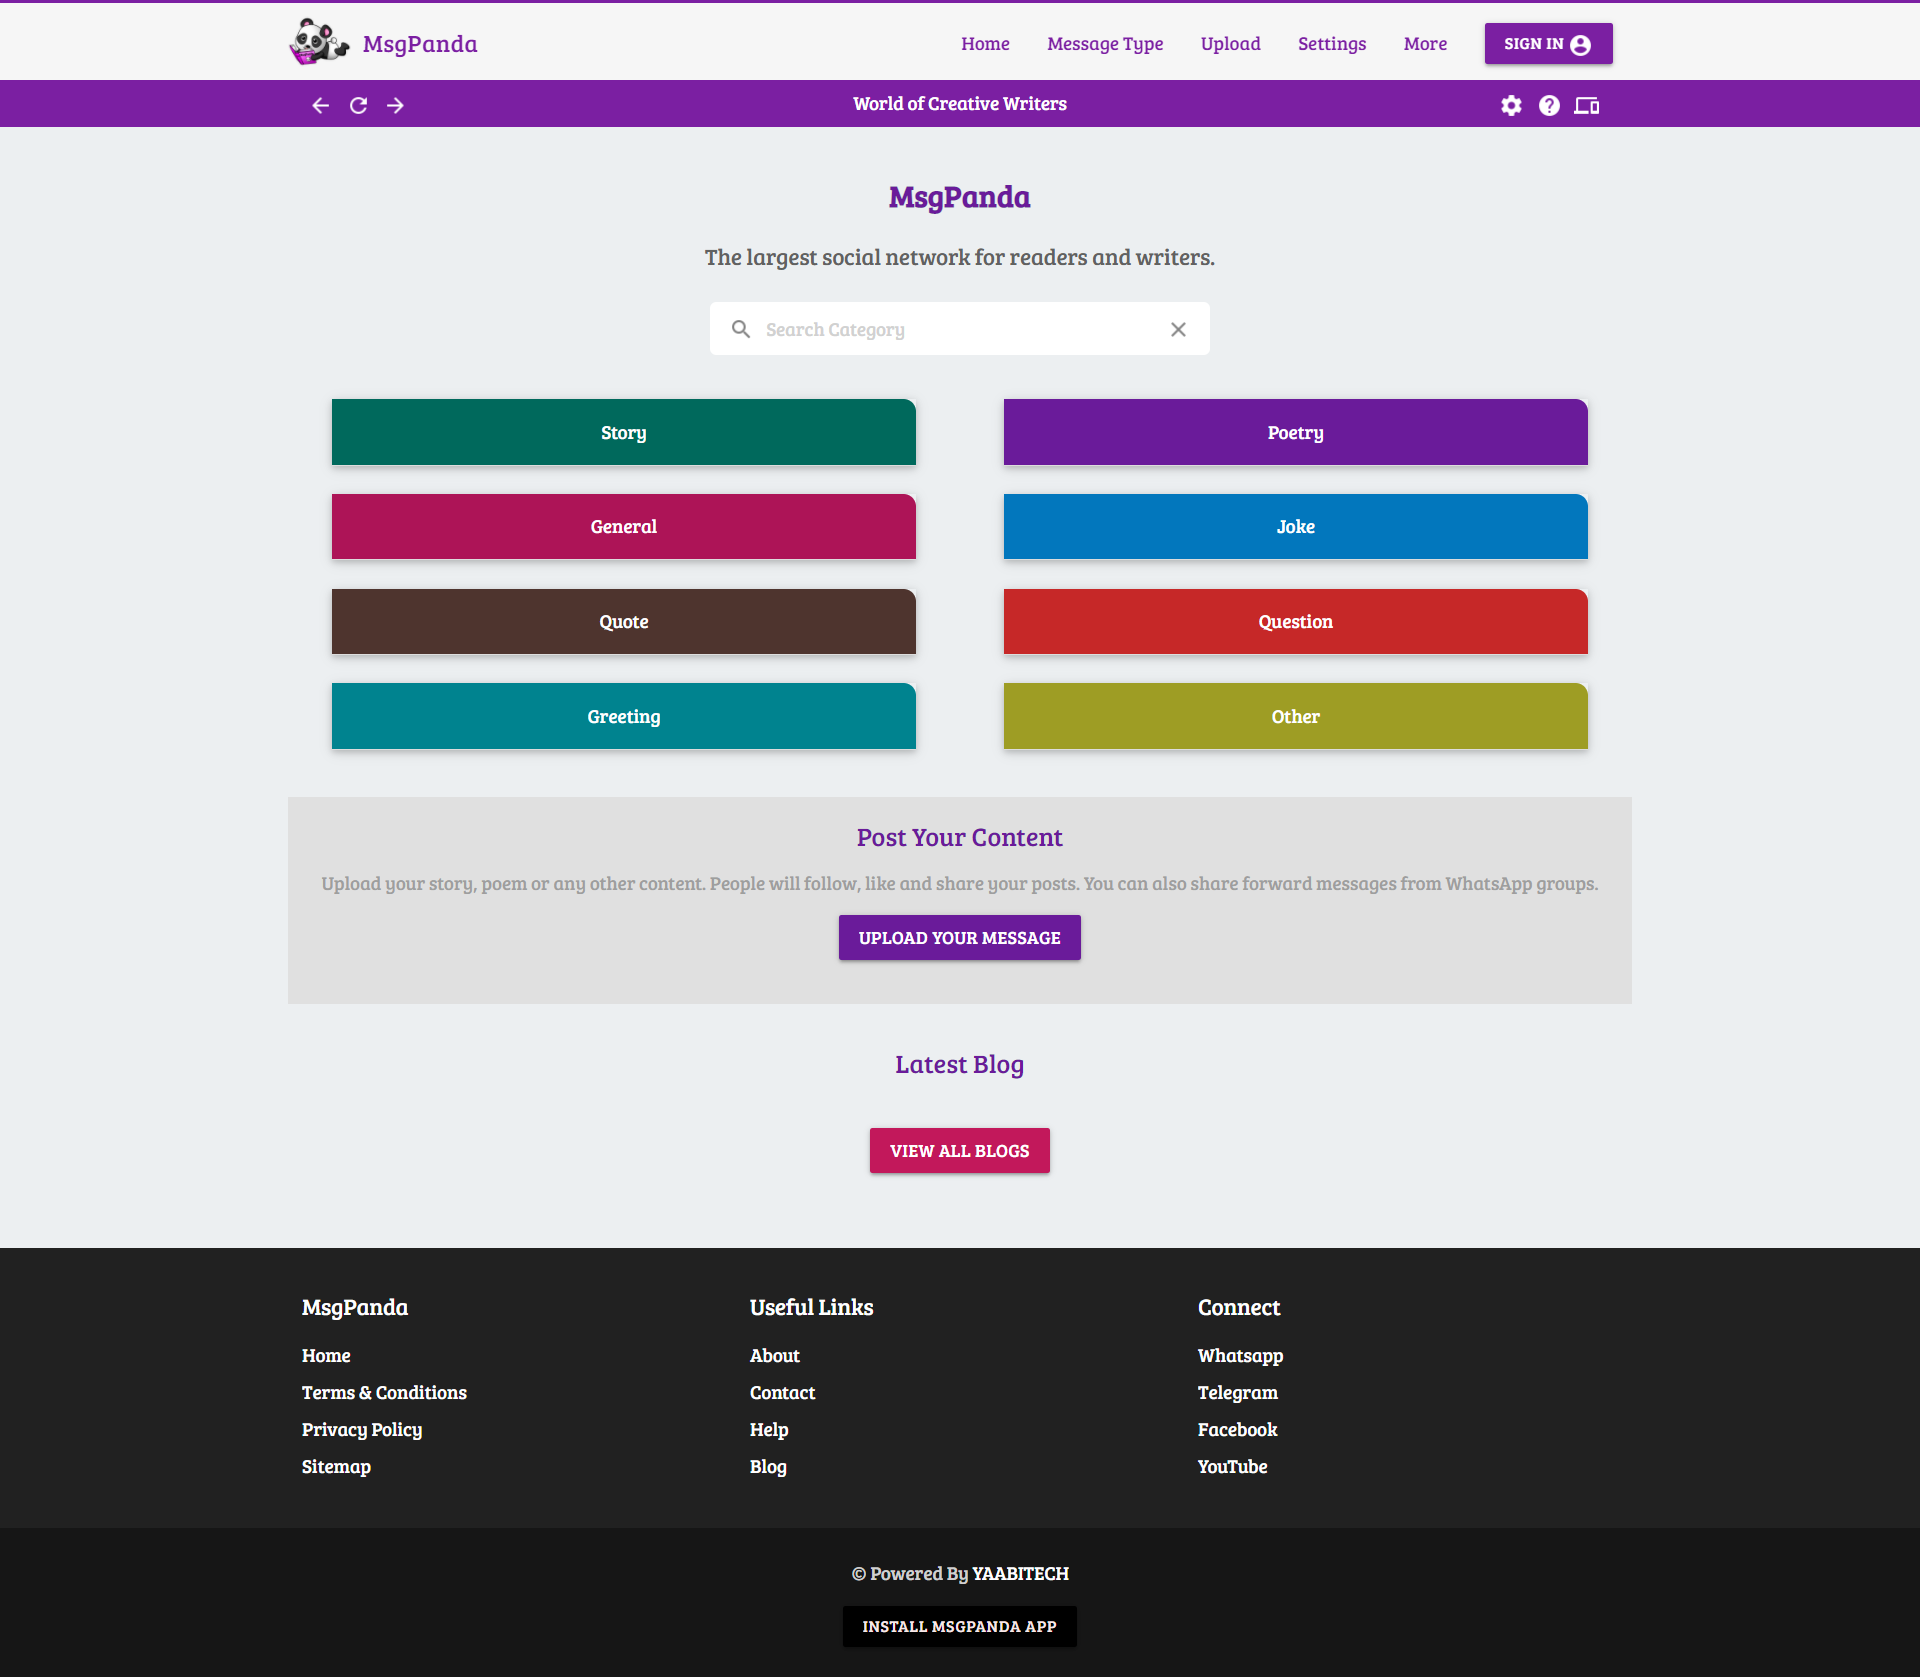 MsgPanda
Home
Message Type
Upload
Settings
More
SIGN IN
World of Creative Writers
MsgPanda
The largest social network for readers and writers.
Search Category
Story
Poetry
General
Joke
Quote
Question
Greeting
Other
Post Your Content
Upload your story, poem or any other content. People will follow, like and share your posts. You can also share forward messages from WhatsApp groups.
UPLOAD YOUR MESSAGE
Latest Blog
VIEW ALL BLOGS
MsgPanda
Home
Terms & Conditions
Privacy Policy
Sitemap
Useful Links
About
Contact
Help
Blog
Connect
Whatsapp
Telegram
Facebook
YouTube
© Powered By YAABITECH
INSTALL MSGPANDA APP